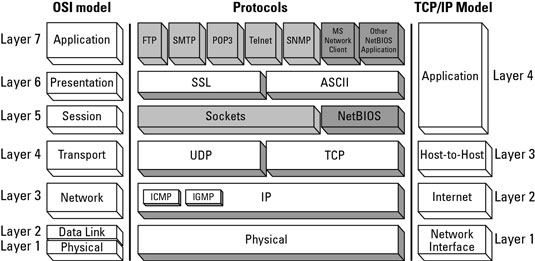 OSI model Protocols TCP/IP Model
Layer 7 Application FTP SMTP POP3 Telnet SNMP MS Network Client Other NetBIOS Application
Layer 6 Presentation SSL ASCII Application Layer 4
Layer 5 Session Sockets NetBIOS
Layer 4 Transport UDP TCP Host-to-Host Layer 3
Layer 3 Network ICMP IGMP IP Internet Layer 2
Layer 2 Data Link
Layer 1 Physical Physical Network Interface Layer 1